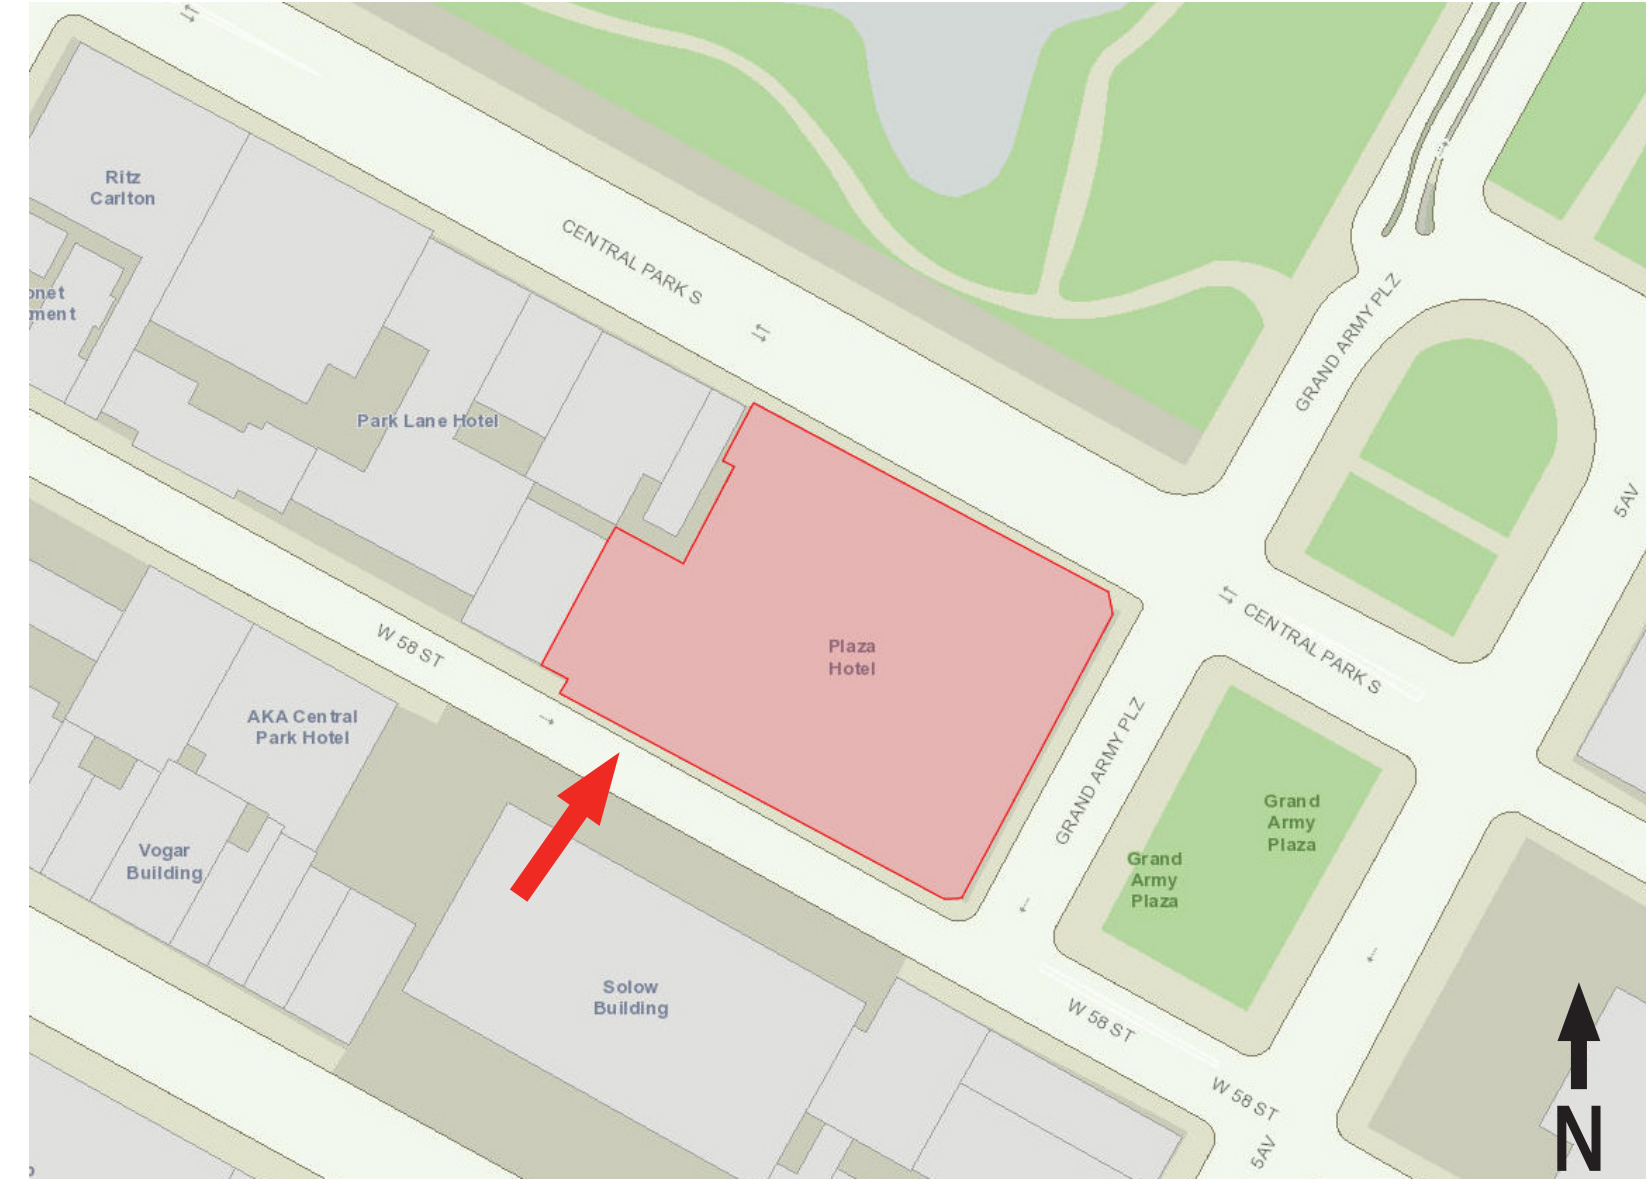 Ritz
Carlton
onet
ment
CENTRAL PARK S
GRAND ARMY PLZ
Park Lane Hotel
5 AV
W 58 ST
Plaza
Hotel
CENTRAL PARK S
AKA Central
Park Hotel
GRAND ARMY PLZ
Grand
Army
Plaza
Grand
Army
Plaza
Vogar
Building
Solow
Building
W 58 ST
W 58 ST
5AV
N